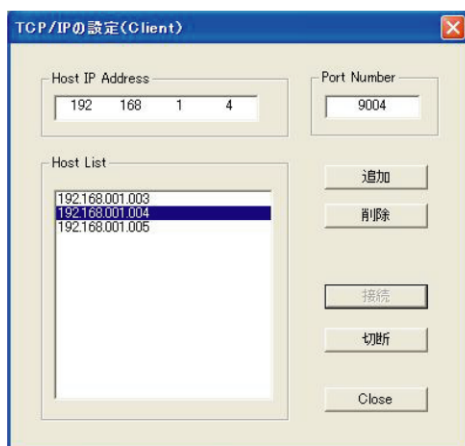 TCP/IPの設定(Client)
Host IP Address
192 168 1 4
Port Number
9004
Host List
192.168.001.003
192.168.001.004
192.168.001.005
追加
削除
接続
切断
Close